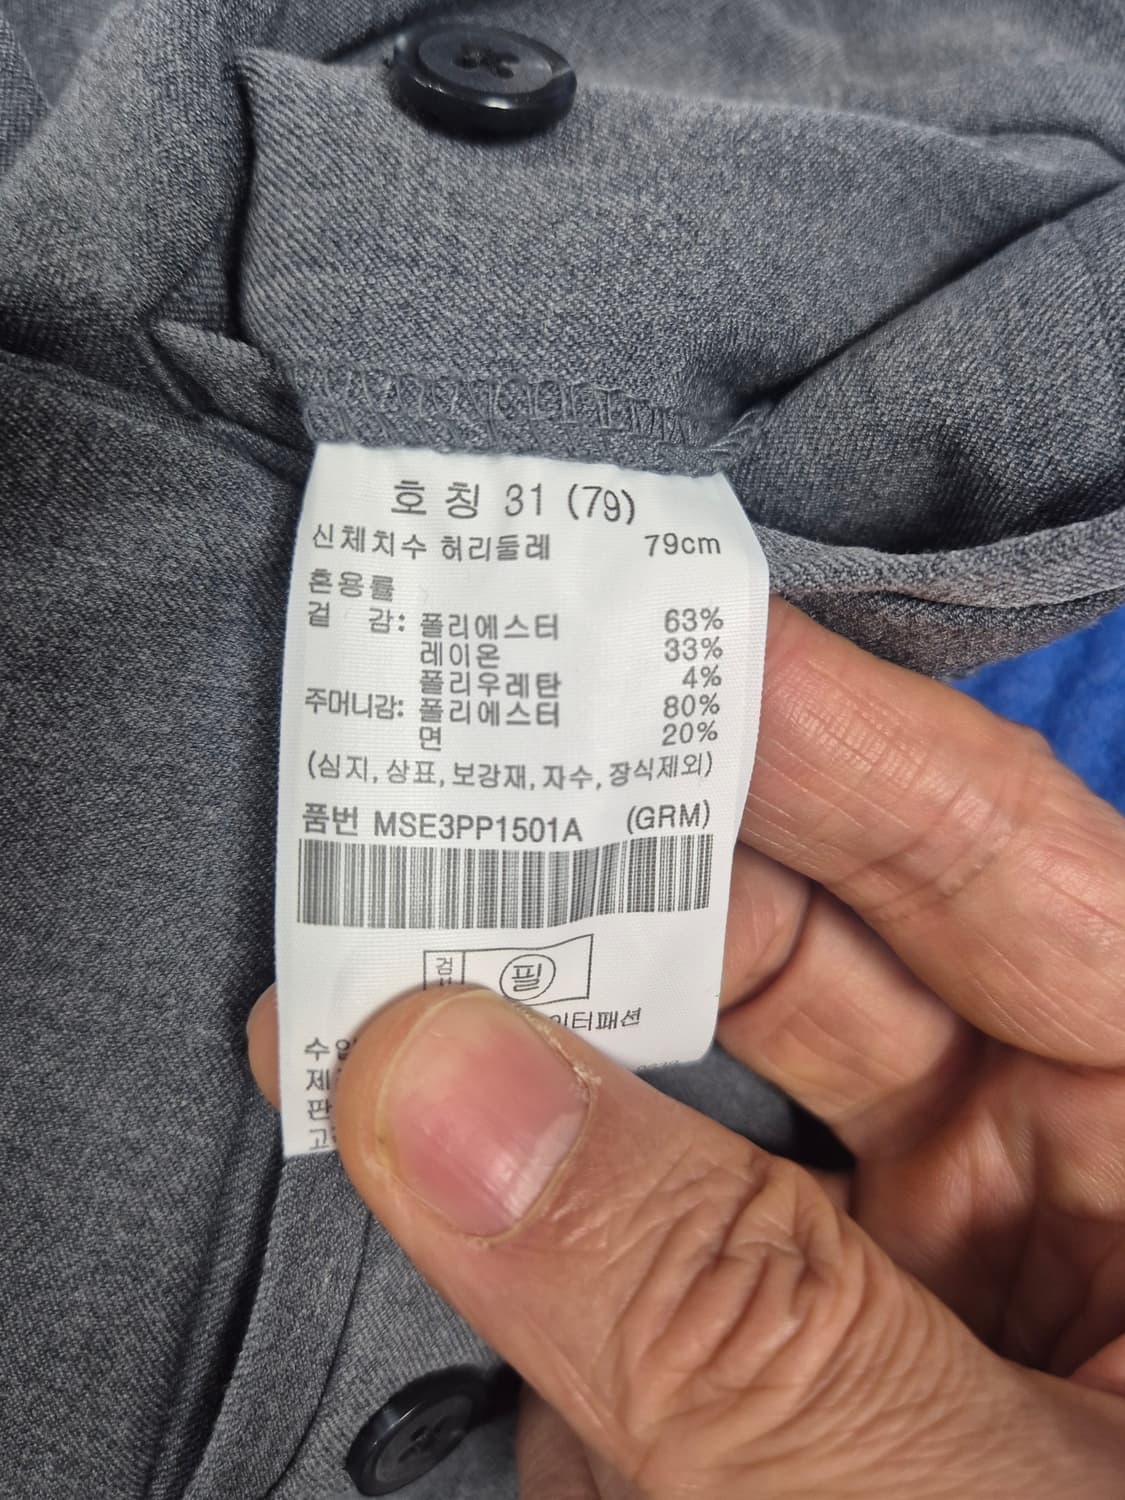 호 칭 31 (79)
신체치수 허리둘레 79cm
혼용률
겉 감: 폴리에스터 63%
레이온 33%
폴리우레탄 4%
주머니감: 폴리에스터 80%
면 20%
(심지, 상표, 보강재, 자수, 장식제외)
품번 MSE3PP1501A (GRM)
검
필